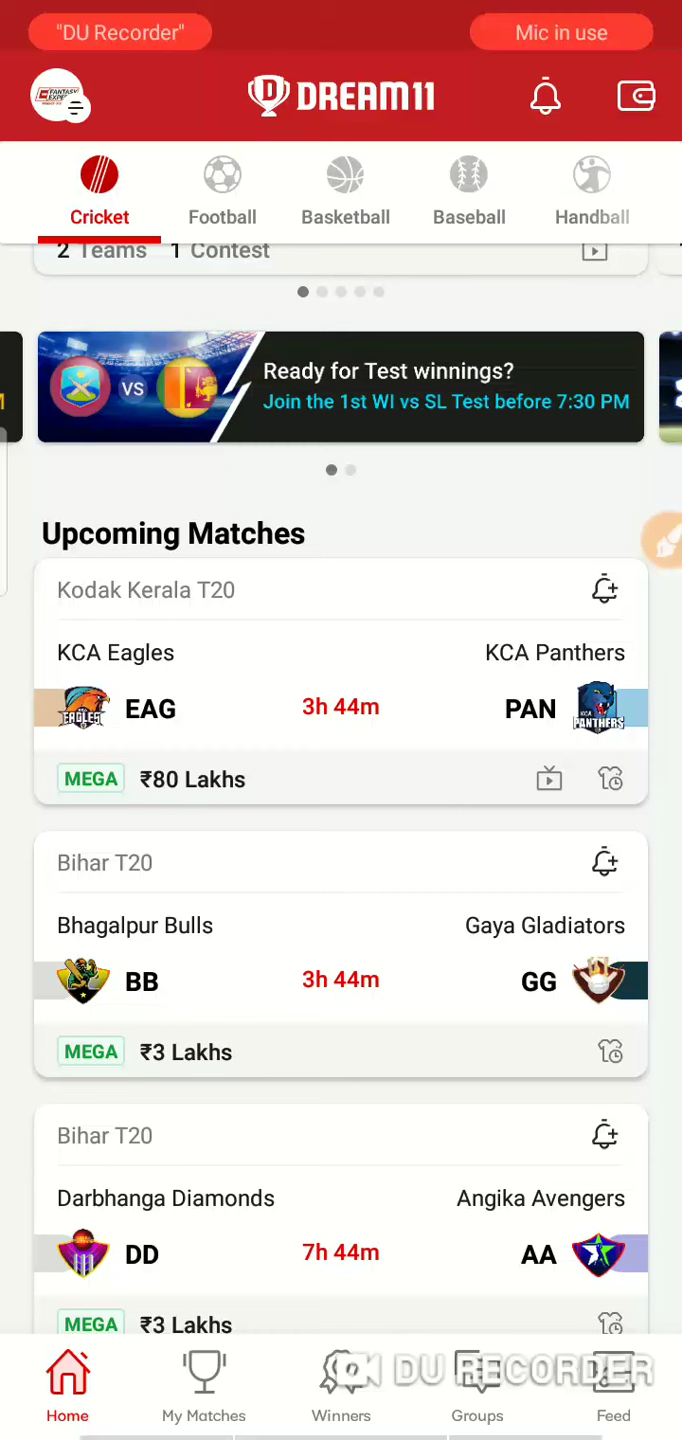 "DU Recorder" Mic in use
DREAM11
Cricket Football Basketball Baseball Handball
2 Teams 1 Contest
VS
Ready for Test winnings?
Join the 1st WI vs SL Test before 7:30 PM
Upcoming Matches
Kodak Kerala T20
KCA Eagles KCA Panthers
EAGLES EAG 3h 44m PAN KCA PANTHERS
MEGA ₹80 Lakhs
Bihar T20
Bhagalpur Bulls Gaya Gladiators
BB 3h 44m GG
MEGA ₹3 Lakhs
Bihar T20
Darbhanga Diamonds Angika Avengers
DD 7h 44m AA
MEGA ₹3 Lakhs
DU RECORDER
Home My Matches Winners Groups Feed